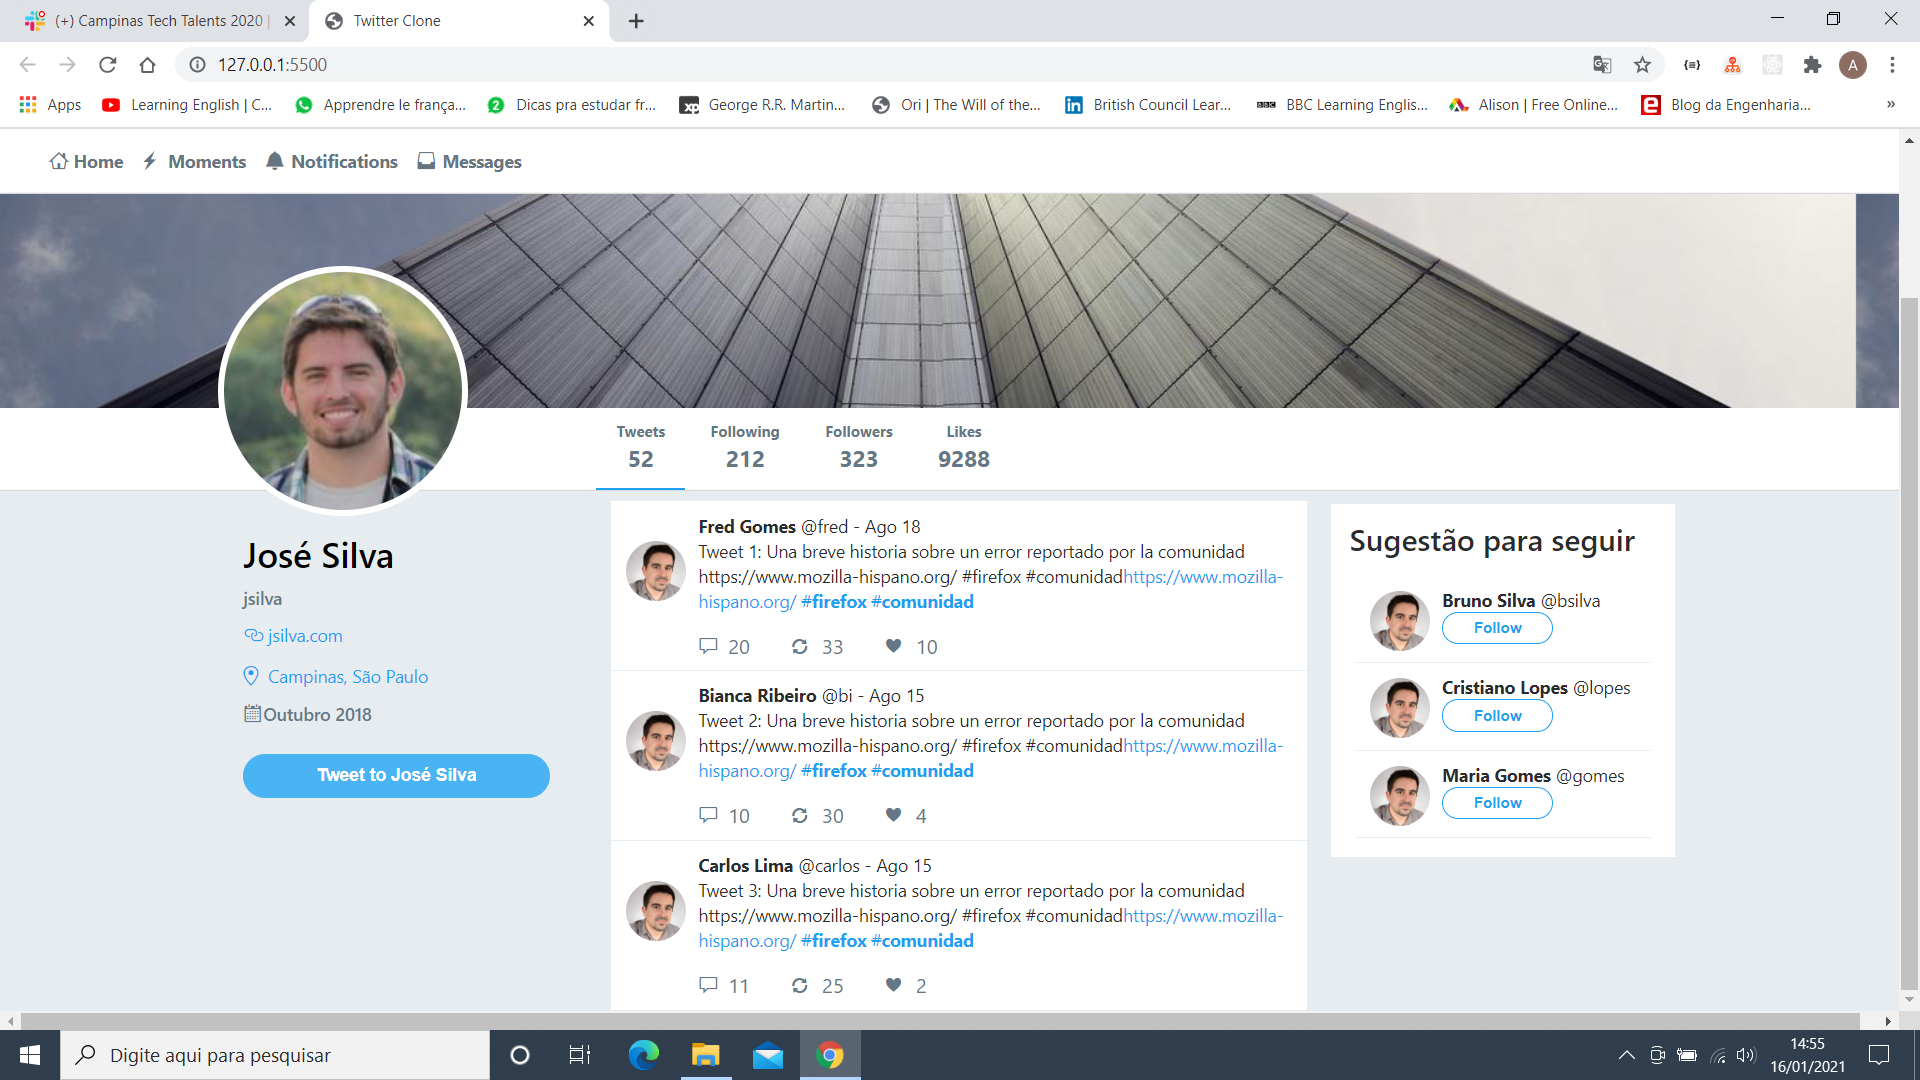 (+) Campinas Tech Talents 2020 |
Twitter Clone
127.0.0.1:5500
A
Apps
Learning English | C...
Apprendre le frança...
Dicas pra estudar fr...
George R.R. Martin...
Ori | The Will of the...
British Council Lear...
BBC Learning Englis...
Alison | Free Online...
Blog da Engenharia...
»
Home
Moments
Notifications
Messages
Tweets
52
Following
212
Followers
323
Likes
9288
José Silva
jsilva
jsilva.com
Campinas, São Paulo
Outubro 2018
Tweet to José Silva
Fred Gomes @fred - Ago 18
Tweet 1: Una breve historia sobre un error reportado por la comunidad
https://www.mozilla-hispano.org/ #firefox #comunidadhttps://www.mozilla-
hispano.org/ #firefox #comunidad
20 33 10
Bianca Ribeiro @bi - Ago 15
Tweet 2: Una breve historia sobre un error reportado por la comunidad
https://www.mozilla-hispano.org/ #firefox #comunidadhttps://www.mozilla-
hispano.org/ #firefox #comunidad
10 30 4
Carlos Lima @carlos - Ago 15
Tweet 3: Una breve historia sobre un error reportado por la comunidad
https://www.mozilla-hispano.org/ #firefox #comunidadhttps://www.mozilla-
hispano.org/ #firefox #comunidad
11 25 2
Sugestão para seguir
Bruno Silva @bsilva
Follow
Cristiano Lopes @lopes
Follow
Maria Gomes @gomes
Follow
Digite aqui para pesquisar
14:55
16/01/2021